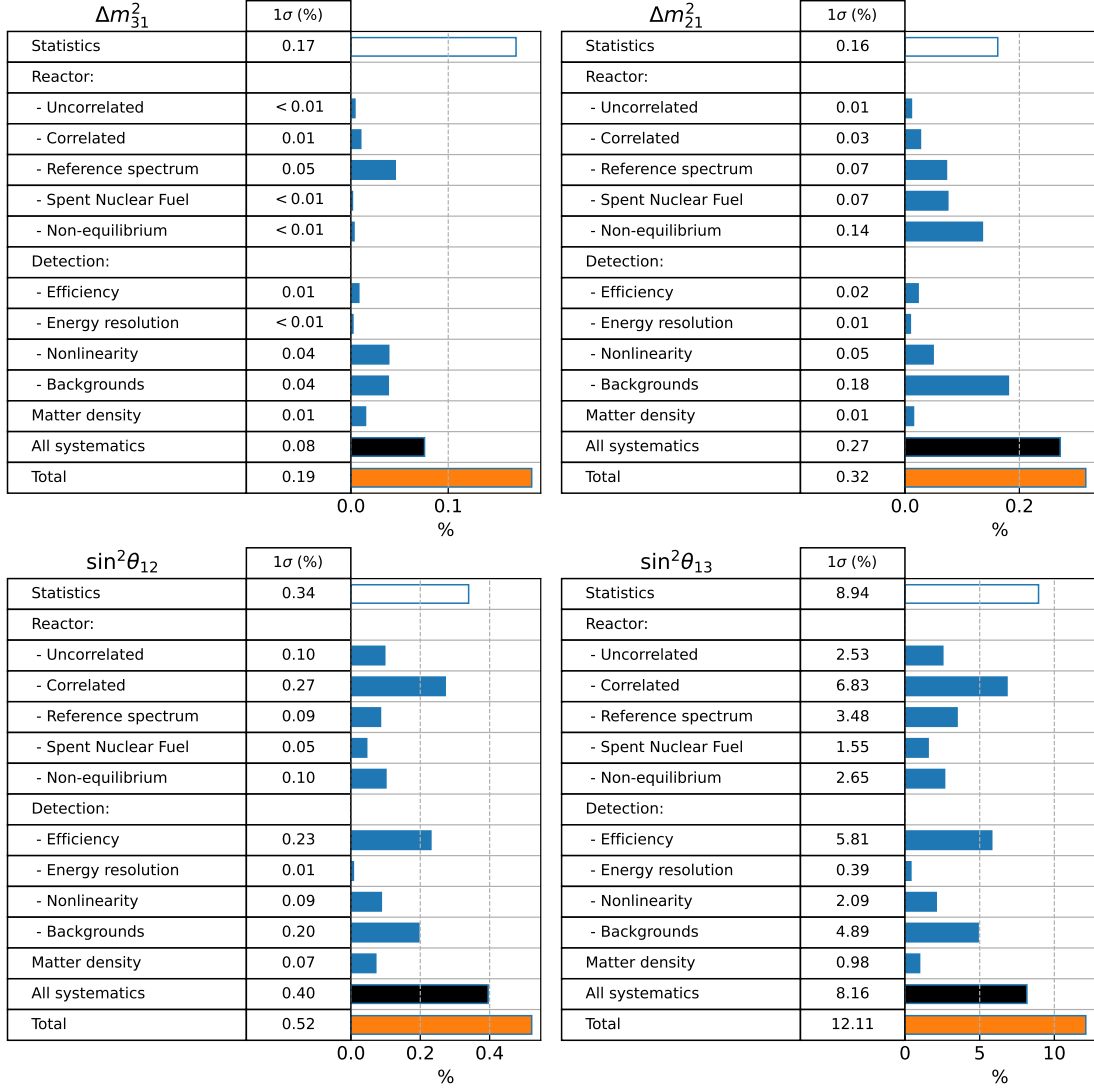 Δm²₃₁ 1σ (%)
Statistics 0.17
Reactor:
- Uncorrelated < 0.01
- Correlated 0.01
- Reference spectrum 0.05
- Spent Nuclear Fuel < 0.01
- Non-equilibrium < 0.01
Detection:
- Efficiency 0.01
- Energy resolution < 0.01
- Nonlinearity 0.04
- Backgrounds 0.04
Matter density 0.01
All systematics 0.08
Total 0.19
0.0 0.1
%
Δm²₂₁ 1σ (%)
Statistics 0.16
Reactor:
- Uncorrelated 0.01
- Correlated 0.03
- Reference spectrum 0.07
- Spent Nuclear Fuel 0.07
- Non-equilibrium 0.14
Detection:
- Efficiency 0.02
- Energy resolution 0.01
- Nonlinearity 0.05
- Backgrounds 0.18
Matter density 0.01
All systematics 0.27
Total 0.32
0.0 0.2
%
sin²θ₁₂ 1σ (%)
Statistics 0.34
Reactor:
- Uncorrelated 0.10
- Correlated 0.27
- Reference spectrum 0.09
- Spent Nuclear Fuel 0.05
- Non-equilibrium 0.10
Detection:
- Efficiency 0.23
- Energy resolution 0.01
- Nonlinearity 0.09
- Backgrounds 0.20
Matter density 0.07
All systematics 0.40
Total 0.52
0.0 0.2 0.4
%
sin²θ₁₃ 1σ (%)
Statistics 8.94
Reactor:
- Uncorrelated 2.53
- Correlated 6.83
- Reference spectrum 3.48
- Spent Nuclear Fuel 1.55
- Non-equilibrium 2.65
Detection:
- Efficiency 5.81
- Energy resolution 0.39
- Nonlinearity 2.09
- Backgrounds 4.89
Matter density 0.98
All systematics 8.16
Total 12.11
0 5 10
%